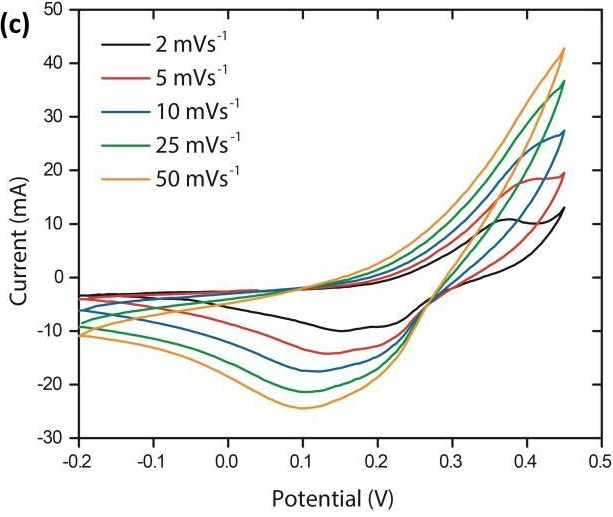 (c)
2 mVs⁻¹
5 mVs⁻¹
10 mVs⁻¹
25 mVs⁻¹
50 mVs⁻¹
Current (mA)
50
40
30
20
10
0
-10
-20
-30
-0.2 -0.1 0.0 0.1 0.2 0.3 0.4 0.5
Potential (V)